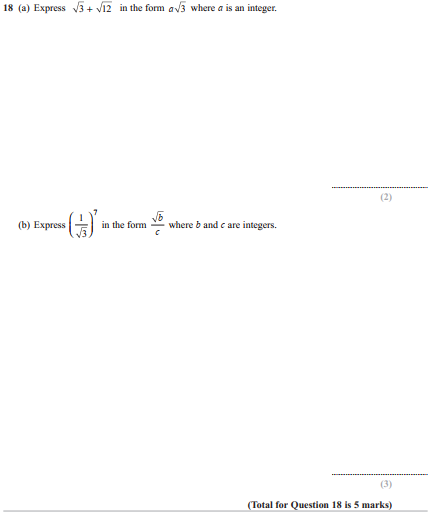 18 (a) Express √3 + √12 in the form a√3 where a is an integer.
(2)
(b) Express (1/√3)^7 in the form √b/c where b and c are integers.
(3)
(Total for Question 18 is 5 marks)